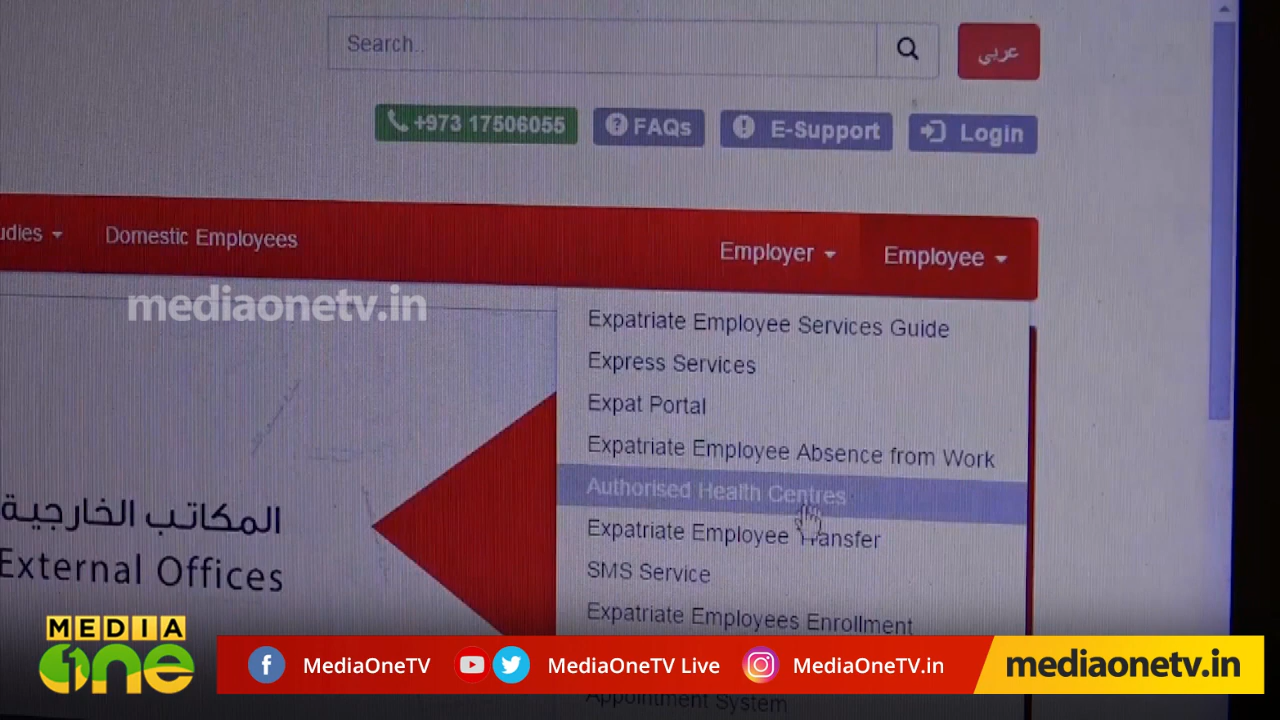 Search..
عربي
+973 17506055
FAQs
E-Support
Login
udies
Domestic Employees
Employer
Employee
mediaonetv.in
Expatriate Employee Services Guide
Express Services
Expat Portal
Expatriate Employee Absence from Work
Authorised Health Centres
Expatriate Employee Transfer
SMS Service
Expatriate Employees Enrollment
Appointment System
المكاتب الخارجية
External Offices
MEDIA
one
MediaOneTV
MediaOneTV Live
MediaOneTV.in
mediaonetv.in